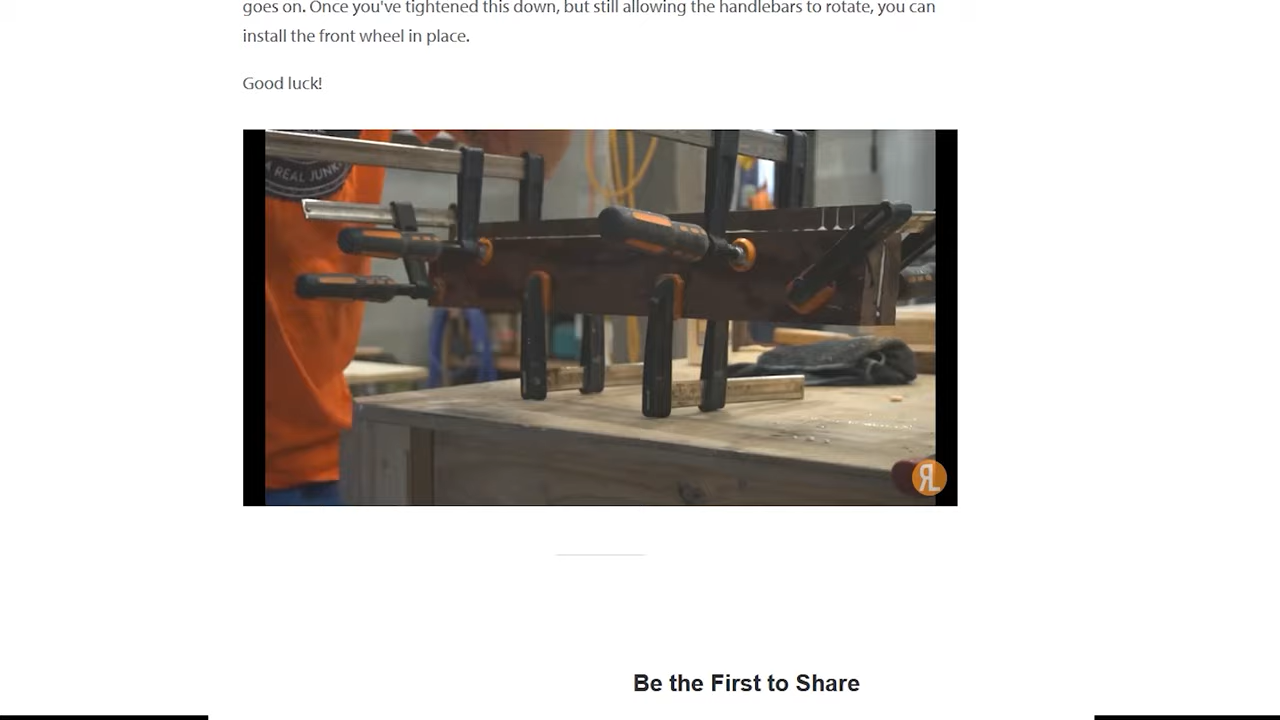 goes on. Once you've tightened this down, but still allowing the handlebars to rotate, you can
install the front wheel in place.
Good luck!
REAL JUNK
RL
Be the First to Share